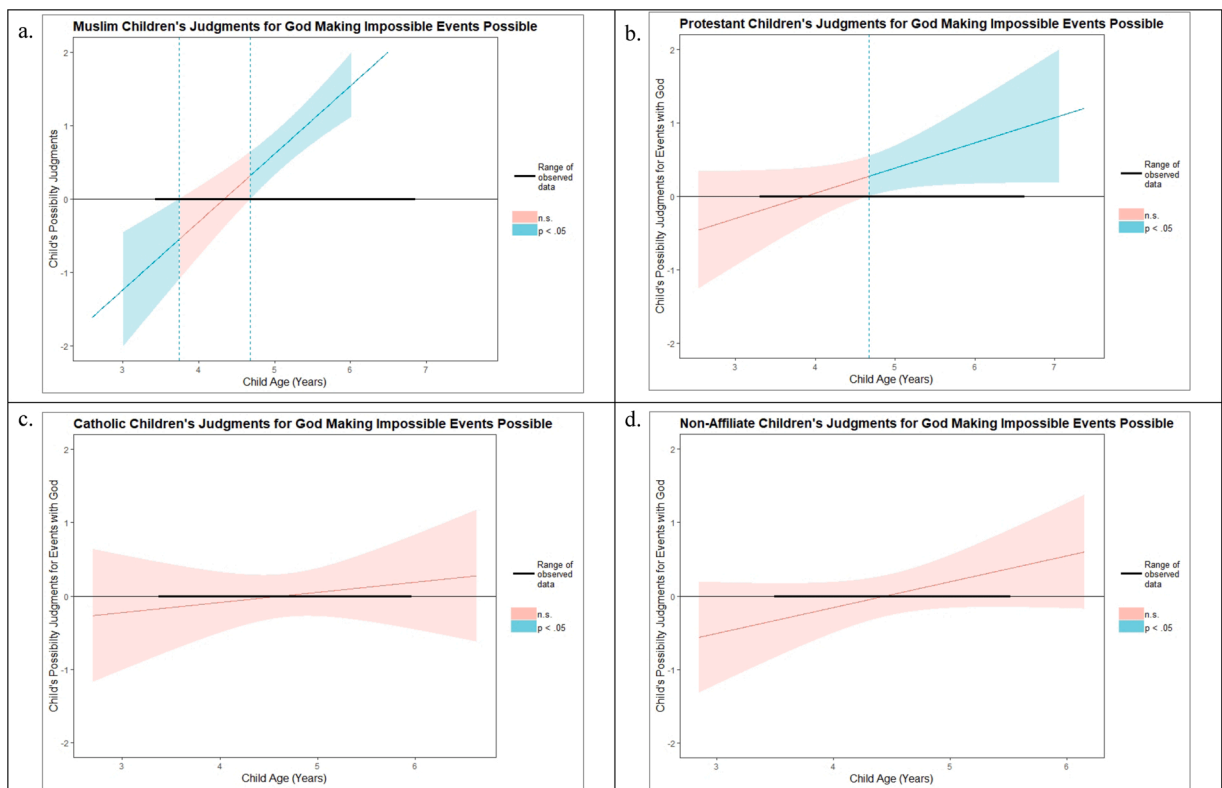 a.
Muslim Children's Judgments for God Making Impossible Events Possible
Child's Possibilty Judgments
2
1
0
-1
-2
3
4
5
6
7
Child Age (Years)
Range of
observed
data
n.s.
p < .05
b.
Protestant Children's Judgments for God Making Impossible Events Possible
Child's Possibilty Judgments for Events with God
2
1
0
-1
-2
3
4
5
6
7
Child Age (Years)
Range of
observed
data
n.s.
p < .05
c.
Catholic Children's Judgments for God Making Impossible Events Possible
Child's Possibilty Judgments for Events with God
2
1
0
-1
-2
3
4
5
6
Child Age (Years)
Range of
observed
data
n.s.
p < .05
d.
Non-Affiliate Children's Judgments for God Making Impossible Events Possible
Child's Possibilty Judgments for Events with God
2
1
0
-1
-2
3
4
5
6
Child Age (Years)
Range of
observed
data
n.s.
p < .05